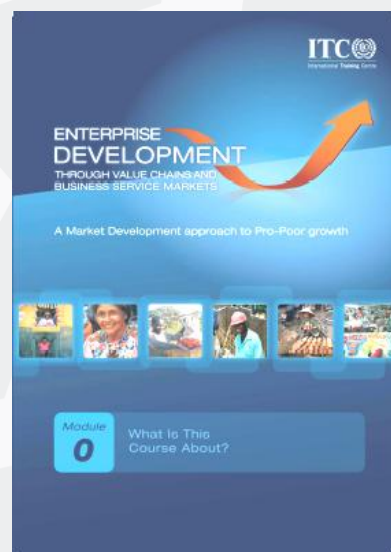 ITC
International Training Centre
ENTERPRISE
DEVELOPMENT
THROUGH VALUE CHAINS AND
BUSINESS SERVICE MARKETS
A Market Development approach to Pro-Poor growth
Module
0
What Is This
Course About?